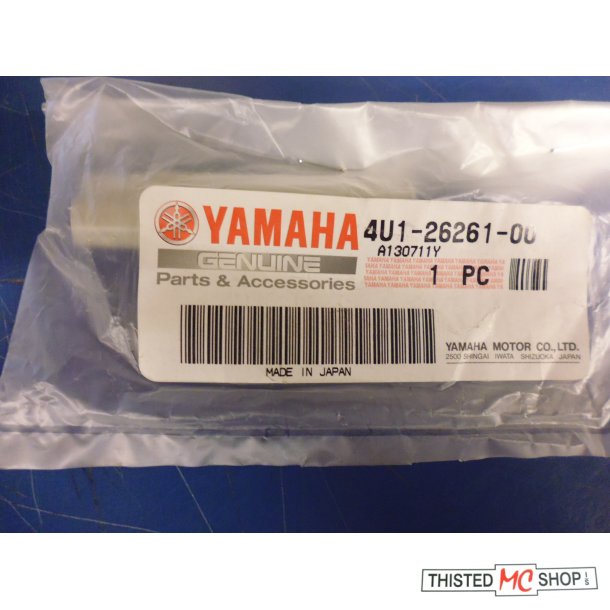 YAMAHA
GENUINE
Parts & Accessories
4U1-26261-00
A130711Y
1 PC
YAMAHA MOTOR CO., LTD.
2500 SHINGAI IWATA SHIZUOKA JAPAN
MADE IN JAPAN
THISTED MC SHOP I/S